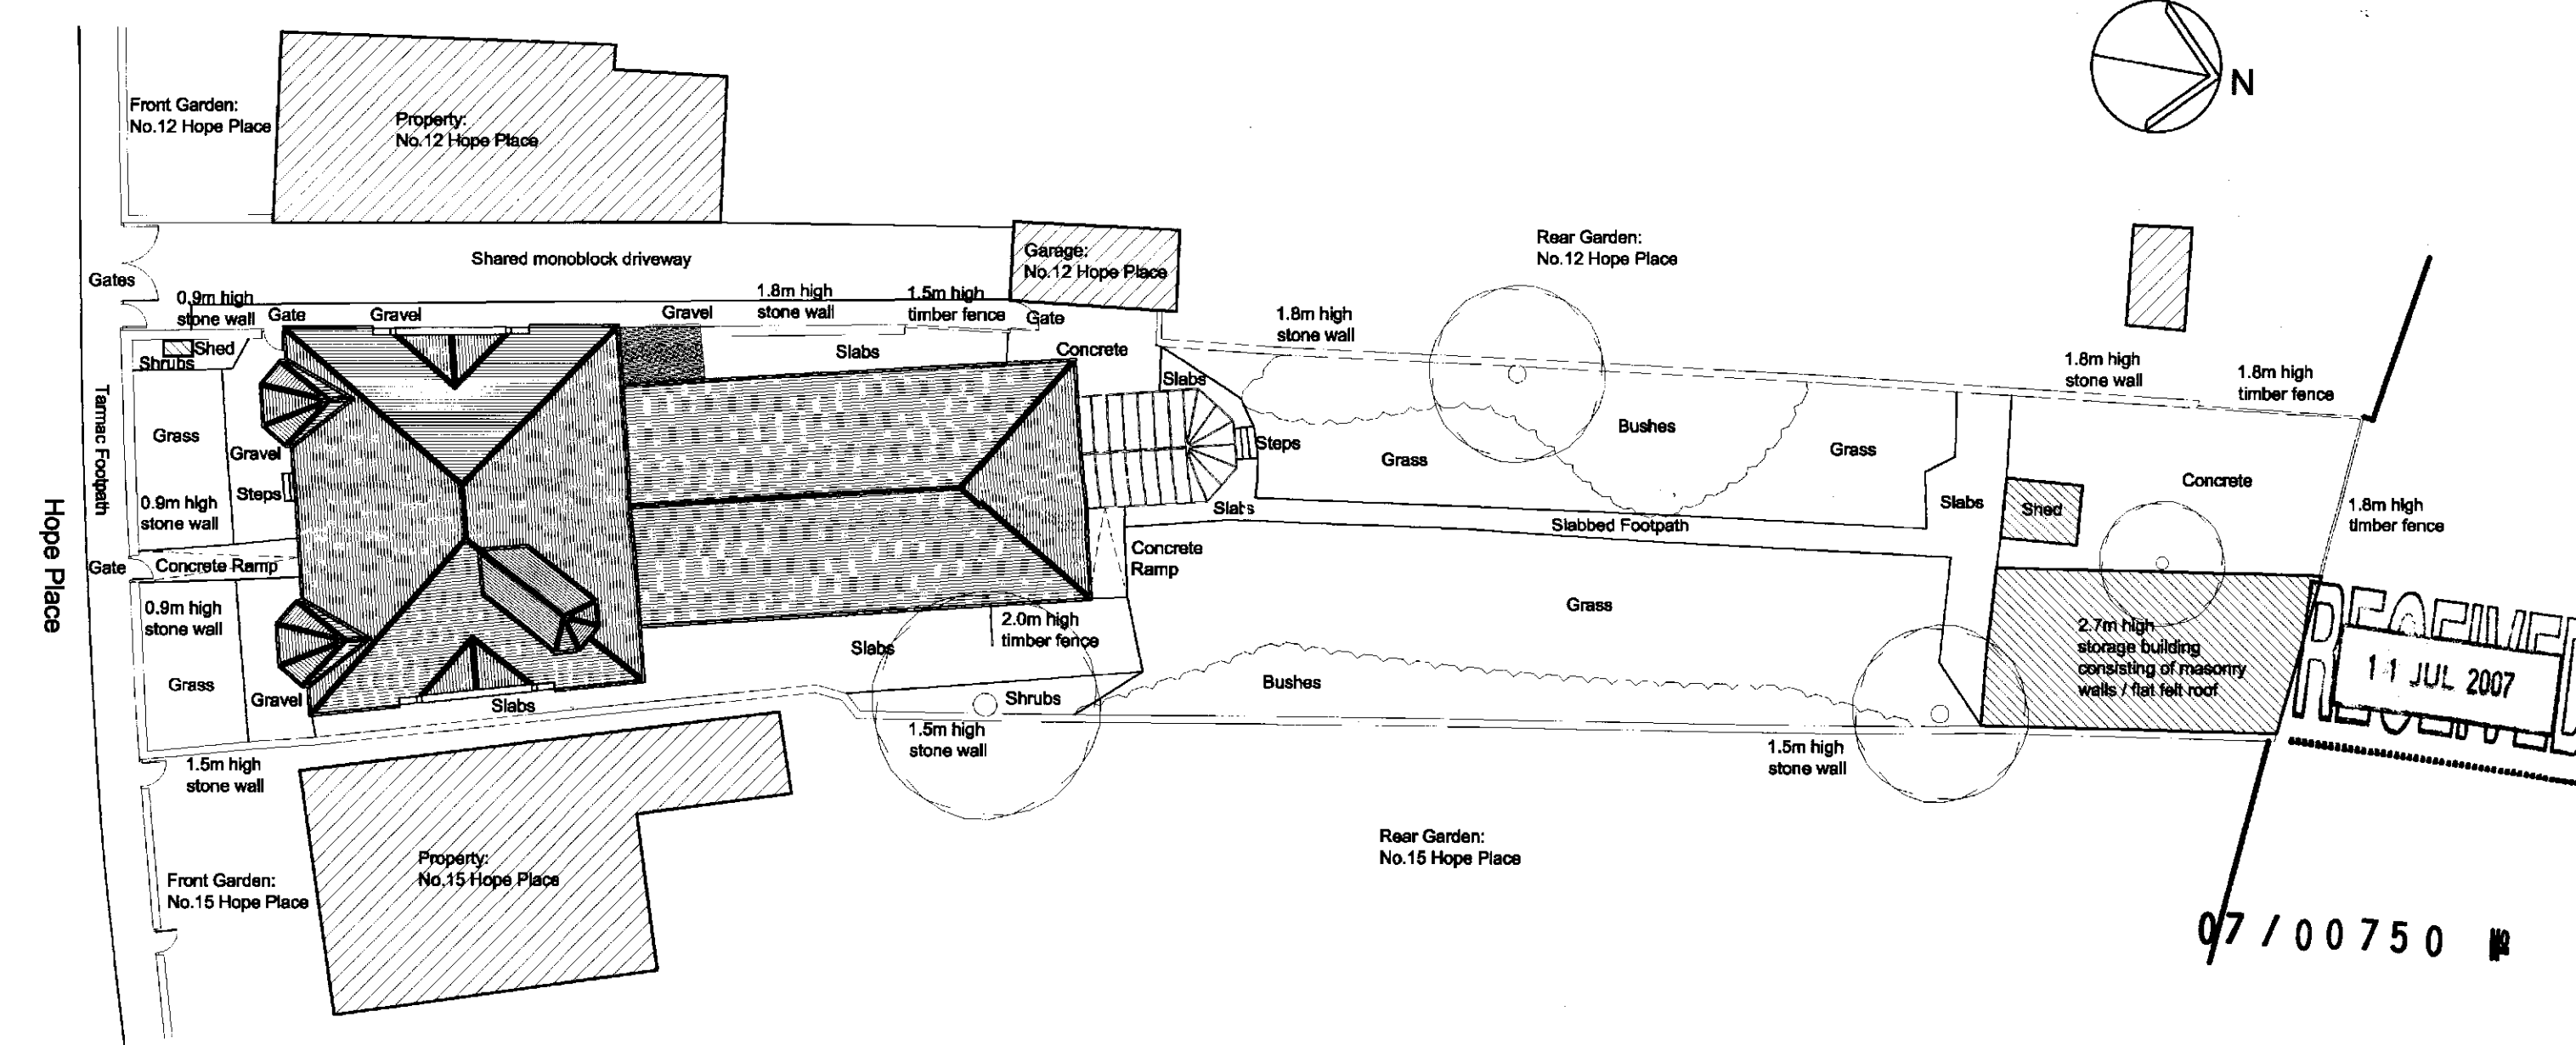 N
Front Garden:
No.12 Hope Place
Property:
No.12 Hope Place
Shared monoblock driveway
Garage:
No.12 Hope Place
Rear Garden:
No.12 Hope Place
Gates
0.9m high
stone wall
Gate
Gravel
Gravel
1.8m high
stone wall
1.5m high
timber fence
Gate
1.8m high
stone wall
1.8m high
stone wall
1.8m high
timber fence
Shed
Shrubs
Slabs
Concrete
Slabs
Tarmac Footpath
Grass
Gravel
Steps
Bushes
Grass
Grass
Steps
0.9m high
stone wall
Slabs
Slabbed Footpath
Slabs
Shed
Concrete
1.8m high
timber fence
Hope Place
Gate
Concrete Ramp
Concrete
Ramp
0.9m high
stone wall
Grass
2.0m high
timber fence
Slabs
2.7m high
storage building
consisting of masonry
walls / flat felt roof
RECEIVED
11 JUL 2007
Grass
Gravel
Slabs
Shrubs
Bushes
1.5m high
stone wall
1.5m high
stone wall
1.5m high
stone wall
Property:
No.15 Hope Place
Front Garden:
No.15 Hope Place
Rear Garden:
No.15 Hope Place
07/00750